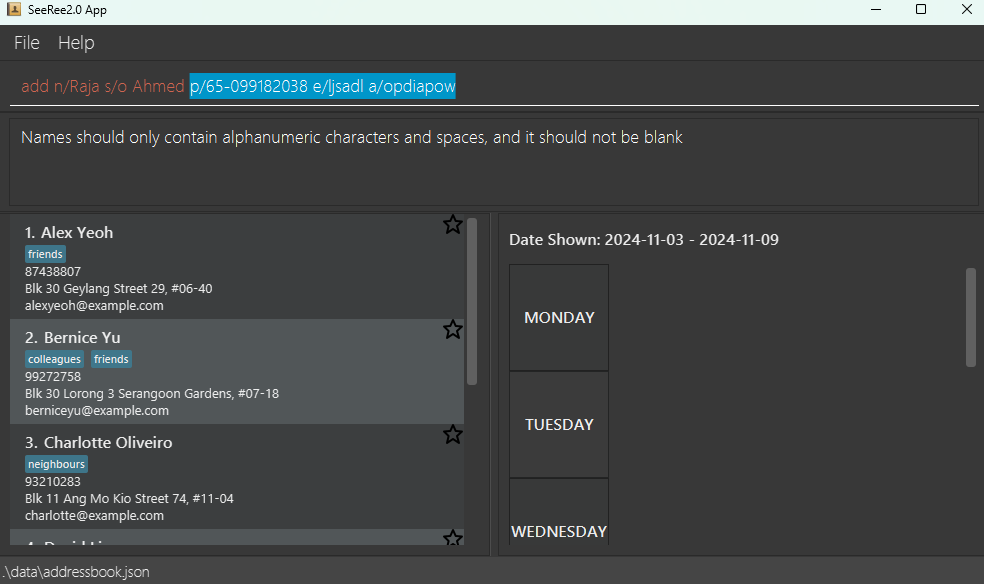 SeeRee2.0 App
File Help
add n/Raja s/o Ahmed p/65-099182038 e/ljsadl a/opdiapow
Names should only contain alphanumeric characters and spaces, and it should not be blank
1. Alex Yeoh
friends
87438807
Blk 30 Geylang Street 29, #06-40
alexyeoh@example.com
2. Bernice Yu
colleagues friends
99272758
Blk 30 Lorong 3 Serangoon Gardens, #07-18
berniceyu@example.com
3. Charlotte Oliveiro
neighbours
93210283
Blk 11 Ang Mo Kio Street 74, #11-04
charlotte@example.com
Date Shown: 2024-11-03 - 2024-11-09
MONDAY
TUESDAY
WEDNESDAY
.\data\addressbook.json